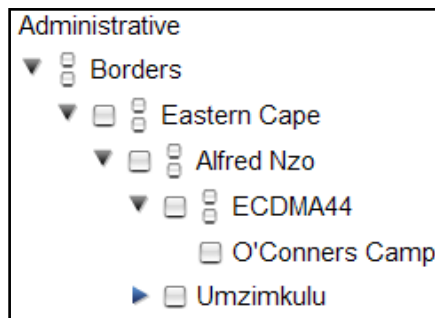 Administrative
Borders
Eastern Cape
Alfred Nzo
ECDMA44
O'Conners Camp
Umzimkulu